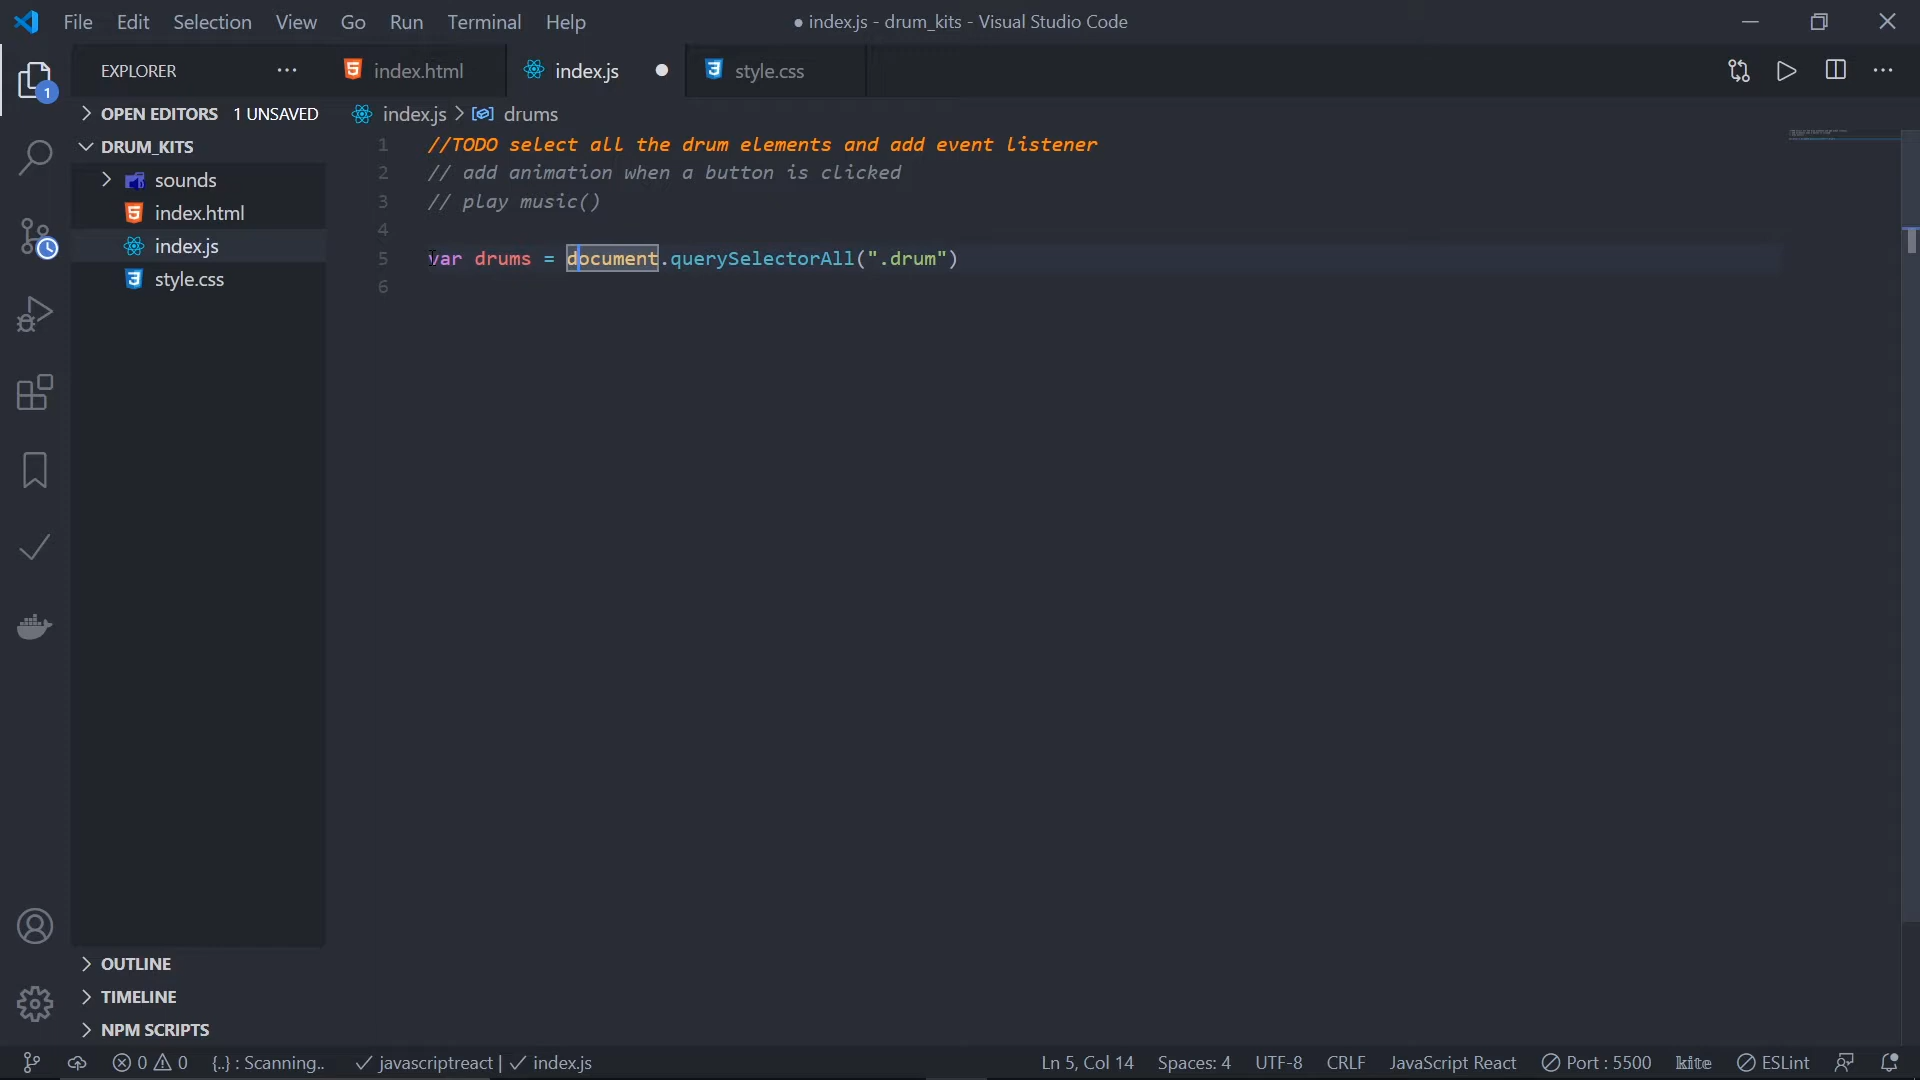 File Edit Selection View Go Run Terminal Help
● index.js - drum_kits - Visual Studio Code
1
EXPLORER
index.html
index.js
style.css
OPEN EDITORS 1 UNSAVED
index.js > drums
DRUM_KITS
sounds
index.html
index.js
style.css
1 //TODO select all the drum elements and add event listener
2 // add animation when a button is clicked
3 // play music()
4
5 var drums = document.querySelectorAll(".drum")
6
OUTLINE
TIMELINE
NPM SCRIPTS
0 0 {..} : Scanning.. ✓ javascriptreact | ✓ index.js
Ln 5, Col 14 Spaces: 4 UTF-8 CRLF JavaScript React Port : 5500 kite ESLint